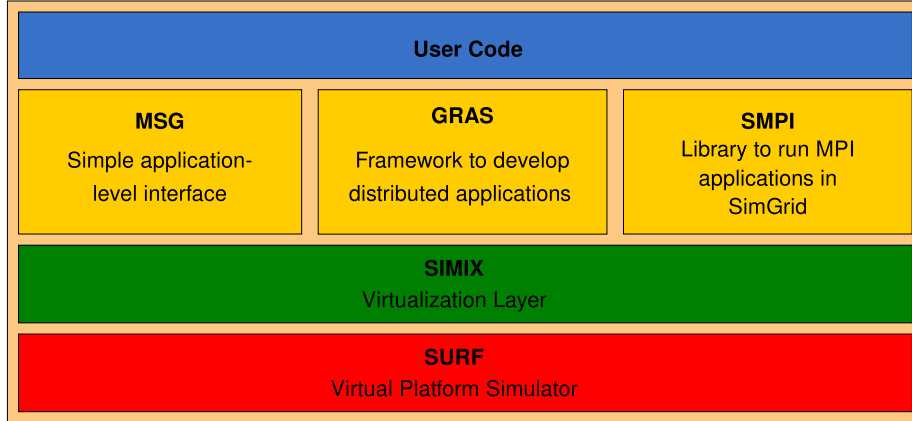 User Code
MSG
Simple application-
level interface
GRAS
Framework to develop
distributed applications
SMPI
Library to run MPI
applications in
SimGrid
SIMIX
Virtualization Layer
SURF
Virtual Platform Simulator